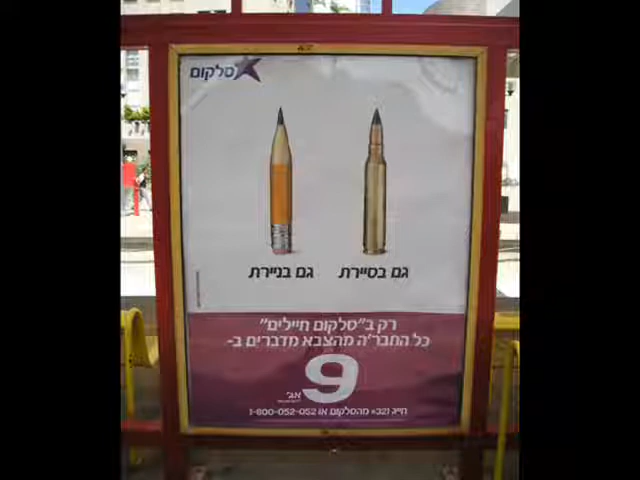 סלקום
גם בסיירת
גם בניירת
רק ב"סלקום חיילים"
כל החבר'ה מהצבא מדברים ב-
9
אג'
חייג 321* מהסלקום או 1-800-052-052